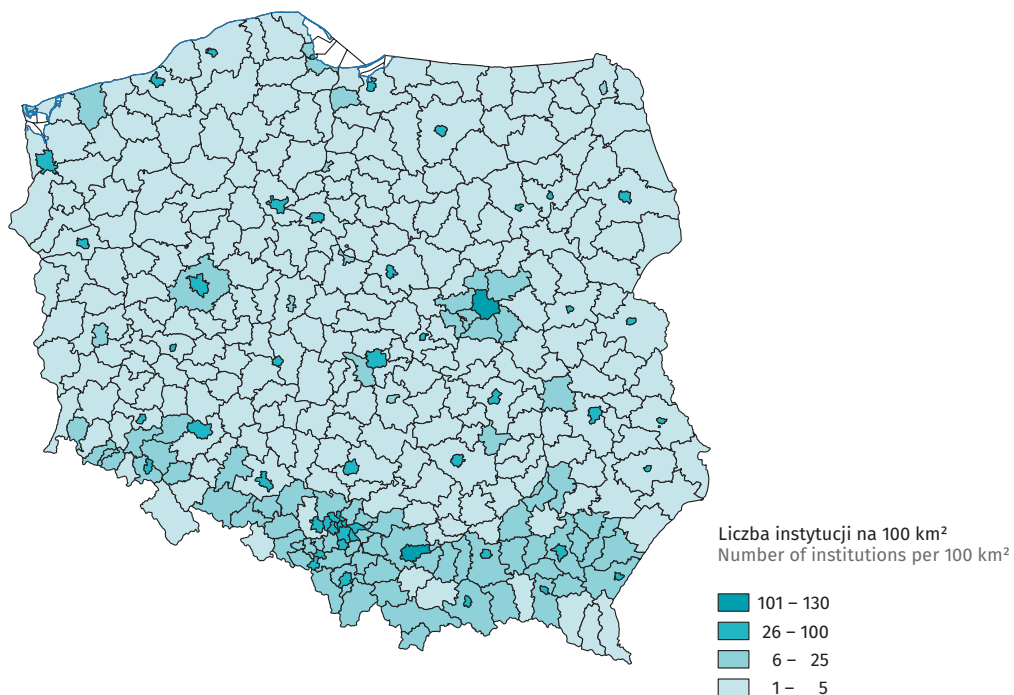 Liczba instytucji na 100 km²
Number of institutions per 100 km²
101 – 130
26 – 100
6 – 25
1 – 5